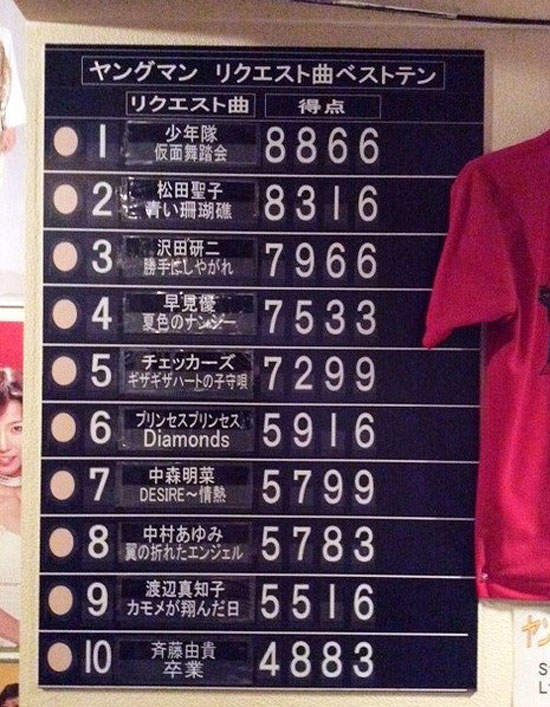 ヤングマン リクエスト曲ベストテン
リクエスト曲 得点
1 少年隊 8866
仮面舞踏会
2 松田聖子 8316
青い珊瑚礁
3 沢田研二 7966
勝手にしやがれ
4 早見優 7533
夏色のナンシー
5 チェッカーズ 7299
ギザギザハートの子守唄
6 プリンセスプリンセス 5916
Diamonds
7 中森明菜 5799
DESIRE～情熱
8 中村あゆみ 5783
翼の折れたエンジェル
9 渡辺真知子 5516
カモメが翔んだ日
10 斉藤由貴 4883
卒業
ヤン
S
L